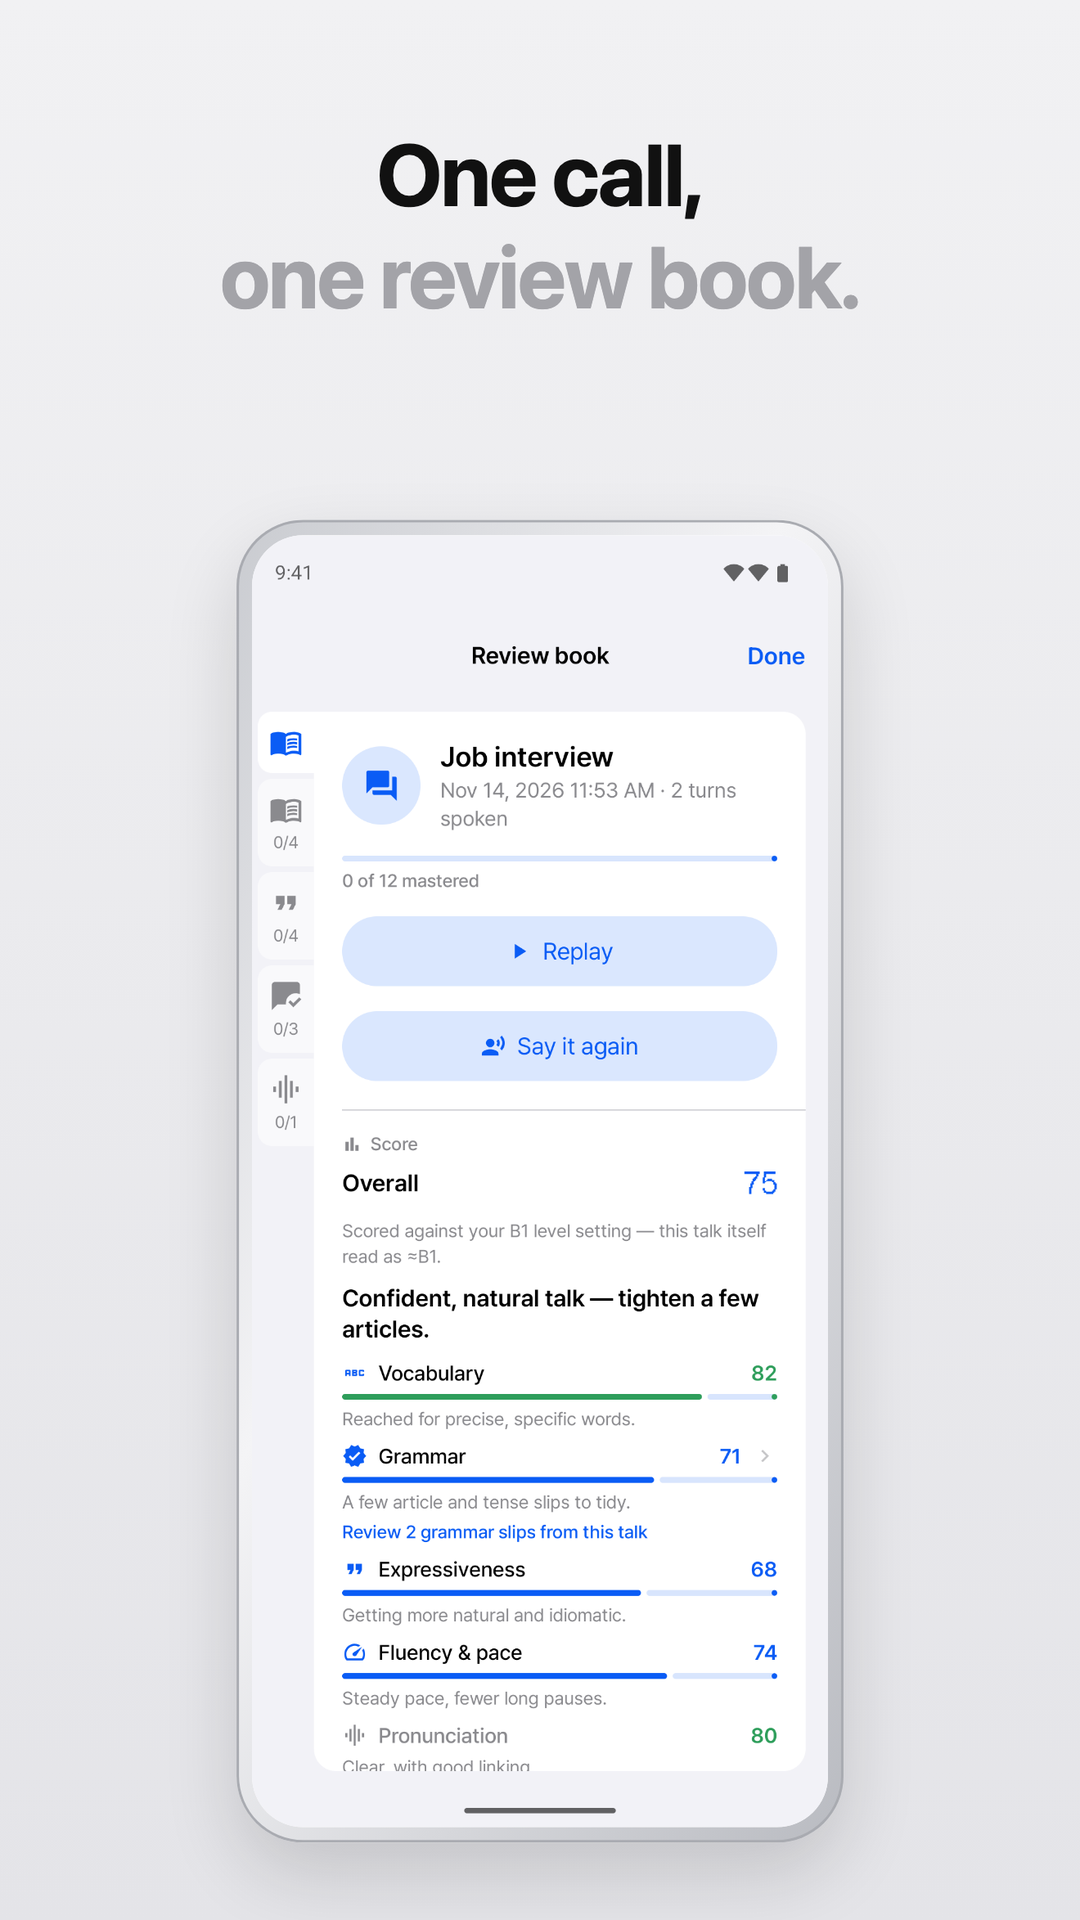 One call,
one review book.
9:41
Review book
Done
Job interview
Nov 14, 2026 11:53 AM · 2 turns
spoken
0 of 12 mastered
Replay
Say it again
0/4
0/4
0/3
0/1
Score
Overall
75
Scored against your B1 level setting — this talk itself
read as ≈B1.
Confident, natural talk — tighten a few
articles.
ABC Vocabulary
82
Reached for precise, specific words.
Grammar
71
A few article and tense slips to tidy.
Review 2 grammar slips from this talk
Expressiveness
68
Getting more natural and idiomatic.
Fluency & pace
74
Steady pace, fewer long pauses.
Pronunciation
80
Clear, with good linking